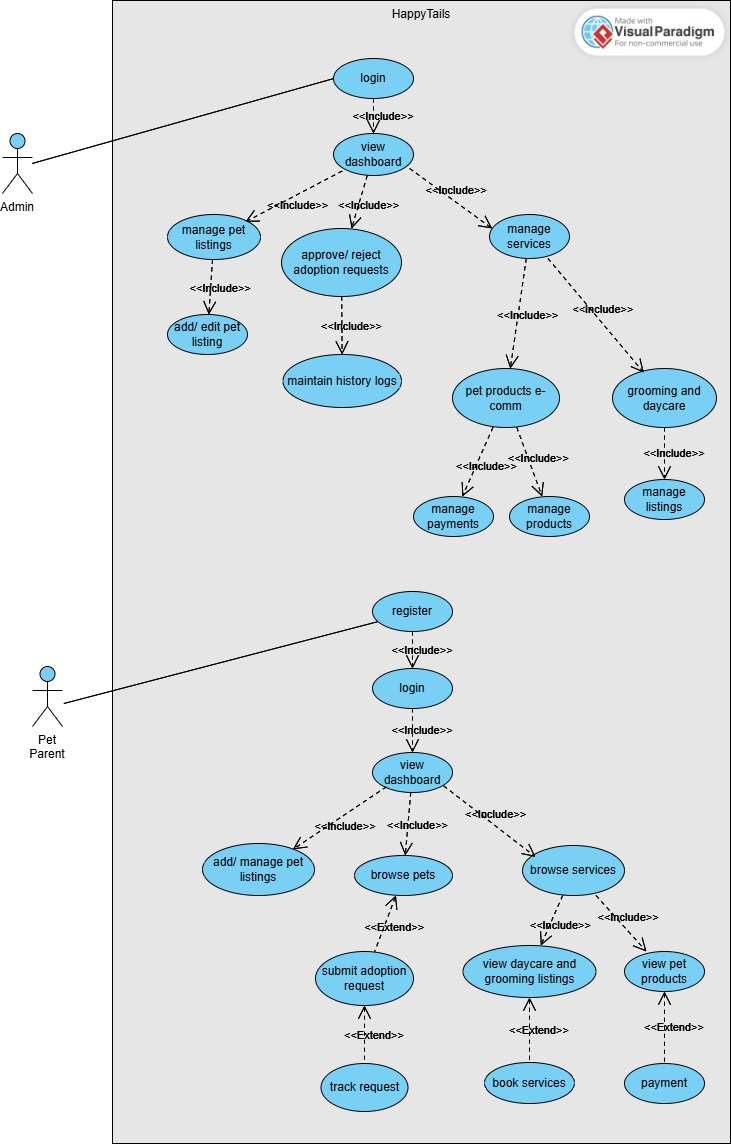 HappyTails
Made with
Visual Paradigm
For non-commercial use
login
<<Include>>
view
dashboard
Admin
<<Include>>
<<Include>>
<<Include>>
manage pet
listings
approve/ reject
adoption requests
manage
services
<<Include>>
<<Include>>
<<Include>>
<<Include>>
add/ edit pet
listing
maintain history logs
pet products e-
comm
grooming and
daycare
<<Include>>
<<Include>>
<<Include>>
manage
payments
manage
products
manage
listings
register
<<Include>>
login
Pet
Parent
<<Include>>
view
dashboard
<<Include>>
<<Include>>
<<Include>>
add/ manage pet
listings
browse pets
browse services
<<Extend>>
<<Include>>
<<Include>>
submit adoption
request
view daycare and
grooming listings
view pet
products
<<Extend>>
<<Extend>>
<<Extend>>
track request
book services
payment